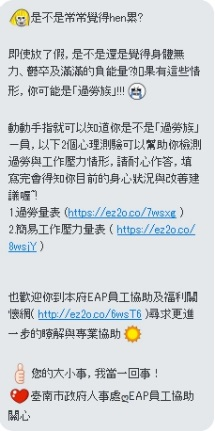 是不是常常覺得hen累?
即使放了假，是不是還是覺得身體無
力、鬱卒及滿滿的負能量?如果有這些情
形，你可能是「過勞族」!!!
動動手指就可以知道你是不是「過勞族」
一員，以下2個心理測驗可以幫助你檢測
過勞與工作壓力情形，請耐心作答，填
寫完會得知你目前的身心狀況與改善建
議喔~!
1.過勞量表 (https://ez2o.co/7wsxg )
2.簡易工作壓力量表 ( https://ez2o.co/
8wsjY )
也歡迎你到本府EAP員工協助及福利關
懷網( http://ez2o.co/6wsT6 )尋求更進
一步的瞭解與專業協助
您的大小事，我當一回事！
臺南市政府人事處ღEAP員工協助
關心